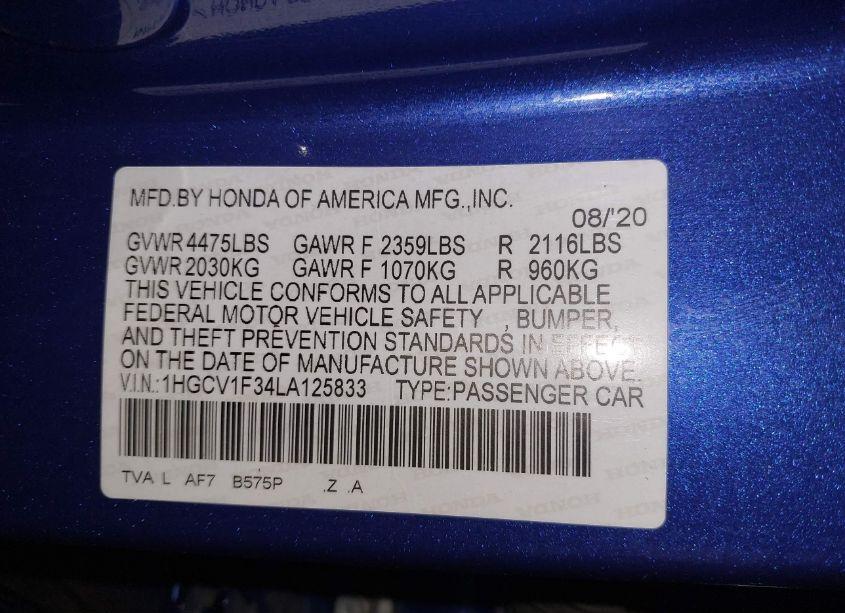 MFD.BY HONDA OF AMERICA MFG.,INC.
08/'20
GVWR 4475LBS GAWR F 2359LBS R 2116LBS
GVWR 2030KG GAWR F 1070KG R 960KG
THIS VEHICLE CONFORMS TO ALL APPLICABLE
FEDERAL MOTOR VEHICLE SAFETY , BUMPER,
AND THEFT PREVENTION STANDARDS IN EFFECT
ON THE DATE OF MANUFACTURE SHOWN ABOVE.
V.I.N.:1HGCV1F34LA125833 TYPE:PASSENGER CAR
TVA L AF7 B575P .Z .A